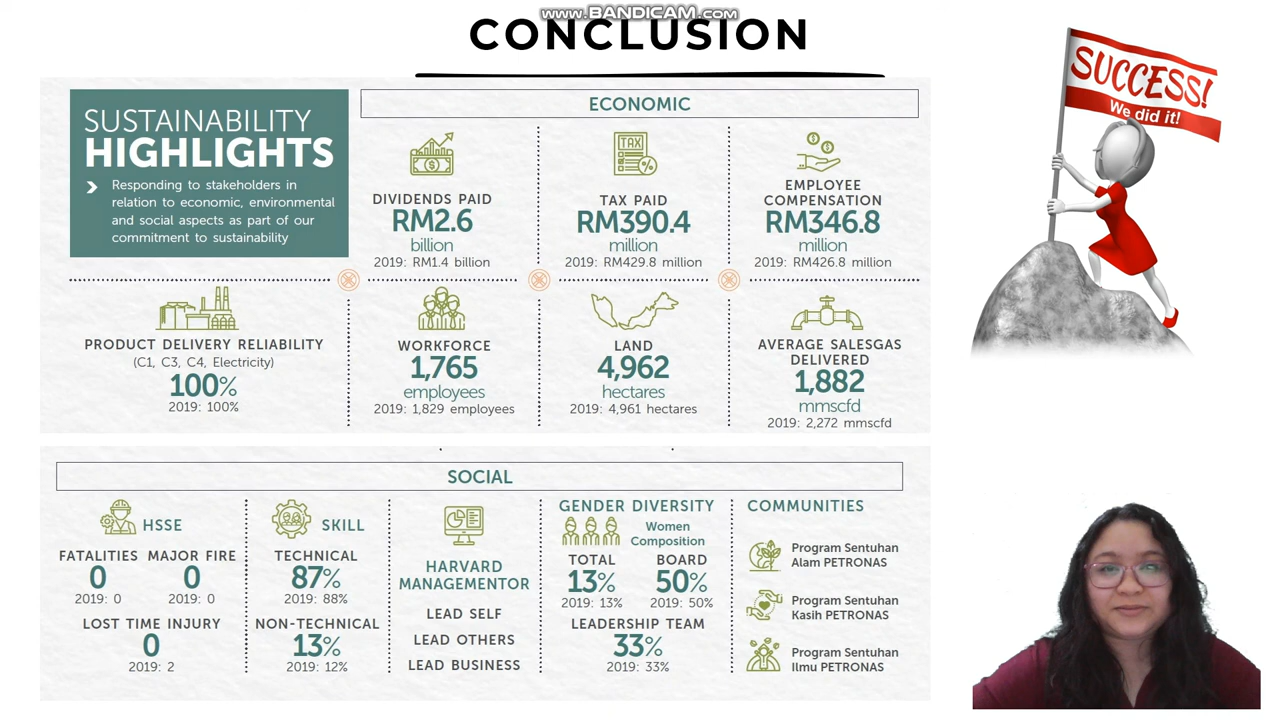 www.BANDICAM.com
CONCLUSION
SUCCESS!
We did it!
SUSTAINABILITY
HIGHLIGHTS
Responding to stakeholders in
relation to economic, environmental
and social aspects as part of our
commitment to sustainability
ECONOMIC
DIVIDENDS PAID
RM2.6
billion
2019: RM1.4 billion
TAX
TAX PAID
RM390.4
million
2019: RM429.8 million
EMPLOYEE
COMPENSATION
RM346.8
million
2019: RM426.8 million
PRODUCT DELIVERY RELIABILITY
(C1, C3, C4, Electricity)
100%
2019: 100%
WORKFORCE
1,765
employees
2019: 1,829 employees
LAND
4,962
hectares
2019: 4,961 hectares
AVERAGE SALESGAS
DELIVERED
1,882
mmscfd
2019: 2,272 mmscfd
SOCIAL
HSSE
FATALITIES
0
2019: 0
MAJOR FIRE
0
2019: 0
LOST TIME INJURY
0
2019: 2
SKILL
TECHNICAL
87%
2019: 88%
NON-TECHNICAL
13%
2019: 12%
HARVARD
MANAGEMENTOR
LEAD SELF
LEAD OTHERS
LEAD BUSINESS
GENDER DIVERSITY
Women
Composition
TOTAL
13%
2019: 13%
BOARD
50%
2019: 50%
LEADERSHIP TEAM
33%
2019: 33%
COMMUNITIES
Program Sentuhan
Alam PETRONAS
Program Sentuhan
Kasih PETRONAS
Program Sentuhan
Ilmu PETRONAS